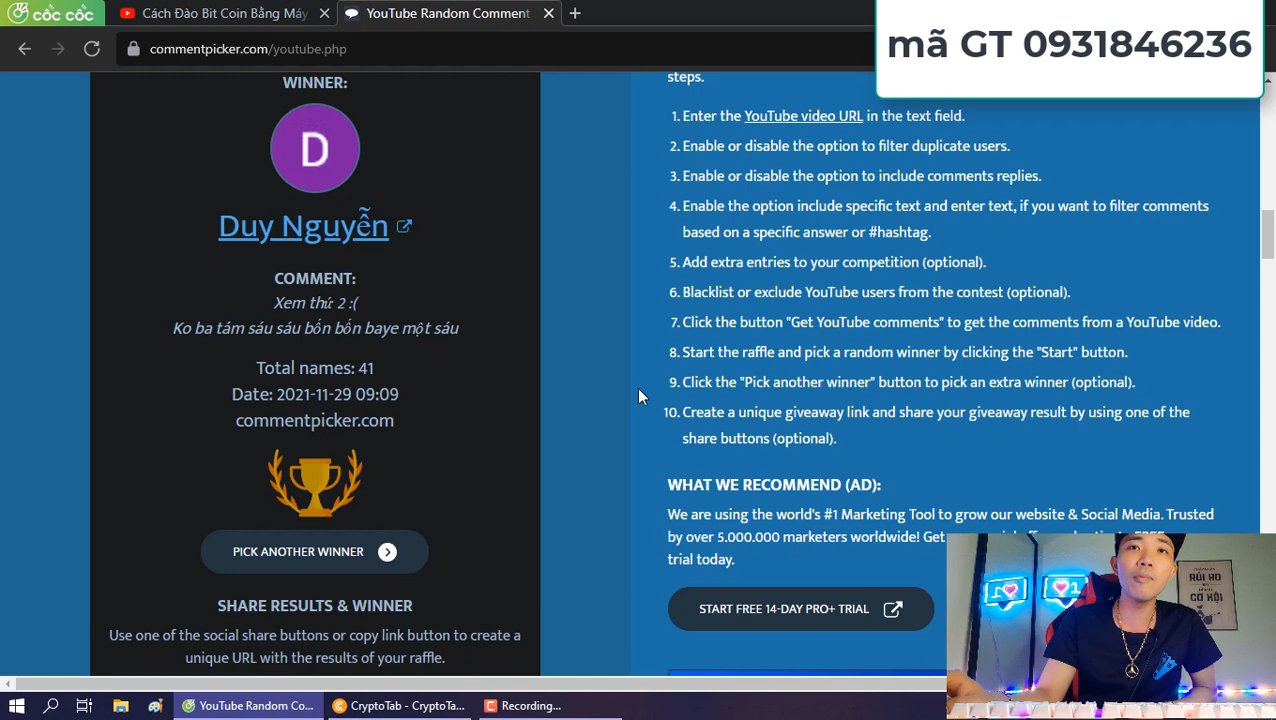 CỐC CỐC
Cách Đào Bit Coin Bằng Máy
YouTube Random Comment
commentpicker.com/youtube.php
mã GT 0931846236
WINNER:
D
Duy Nguyễn
COMMENT:
Xem thứ 2 :(
Ko ba tám sáu sáu bốn bốn baye một sáu
Total names: 41
Date: 2021-11-29 09:09
commentpicker.com
PICK ANOTHER WINNER
SHARE RESULTS & WINNER
Use one of the social share buttons or copy link button to create a
unique URL with the results of your raffle.
steps.
1. Enter the YouTube video URL in the text field.
2. Enable or disable the option to filter duplicate users.
3. Enable or disable the option to include comments replies.
4. Enable the option include specific text and enter text, if you want to filter comments
based on a specific answer or #hashtag.
5. Add extra entries to your competition (optional).
6. Blacklist or exclude YouTube users from the contest (optional).
7. Click the button "Get YouTube comments" to get the comments from a YouTube video.
8. Start the raffle and pick a random winner by clicking the "Start" button.
9. Click the "Pick another winner" button to pick an extra winner (optional).
10. Create a unique giveaway link and share your giveaway result by using one of the
share buttons (optional).
WHAT WE RECOMMEND (AD):
We are using the world's #1 Marketing Tool to grow our website & Social Media. Trusted
by over 5.000.000 marketers worldwide! Get
trial today.
START FREE 14-DAY PRO+ TRIAL
RỦI RO
CƠ HỘI
YouTube Random Co...
CryptoTab - CryptoTa...
Recording...